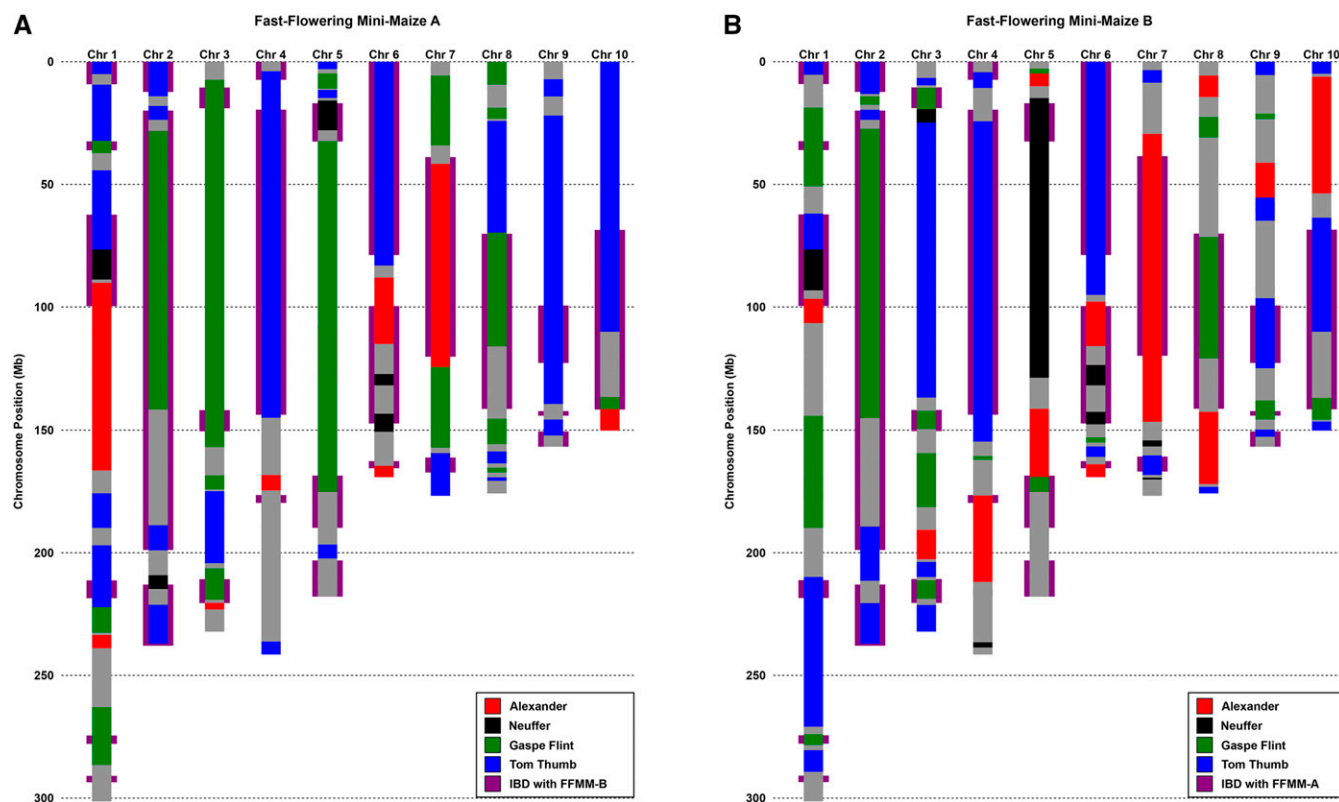 A
Fast-Flowering Mini-Maize A
Chr 1 Chr 2 Chr 3 Chr 4 Chr 5 Chr 6 Chr 7 Chr 8 Chr 9 Chr 10
0
50
100
150
200
250
300
Chromosome Position (Mb)
Alexander
Neuffer
Gaspe Flint
Tom Thumb
IBD with FFMM-B
B
Fast-Flowering Mini-Maize B
Chr 1 Chr 2 Chr 3 Chr 4 Chr 5 Chr 6 Chr 7 Chr 8 Chr 9 Chr 10
0
50
100
150
200
250
300
Chromosome Position (Mb)
Alexander
Neuffer
Gaspe Flint
Tom Thumb
IBD with FFMM-A